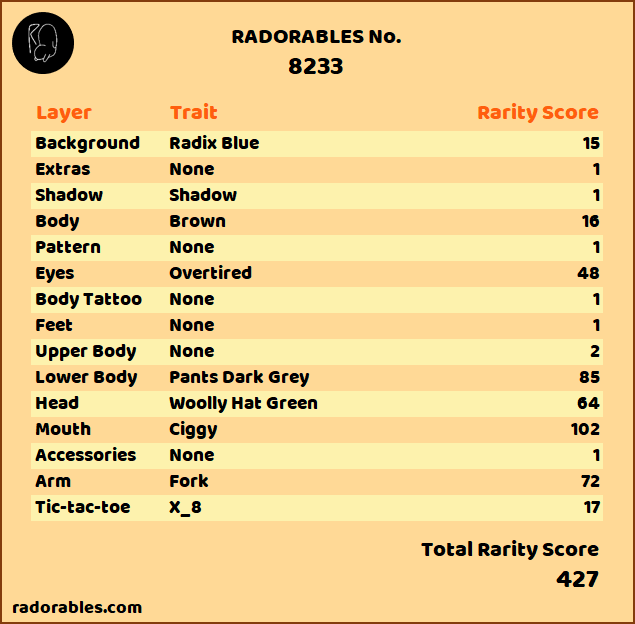 RADORABLES No.
8233
Layer Trait Rarity Score
Background Radix Blue 15
Extras None 1
Shadow Shadow 1
Body Brown 16
Pattern None 1
Eyes Overtired 48
Body Tattoo None 1
Feet None 1
Upper Body None 2
Lower Body Pants Dark Grey 85
Head Woolly Hat Green 64
Mouth Ciggy 102
Accessories None 1
Arm Fork 72
Tic-tac-toe X_8 17
Total Rarity Score
427
radorables.com